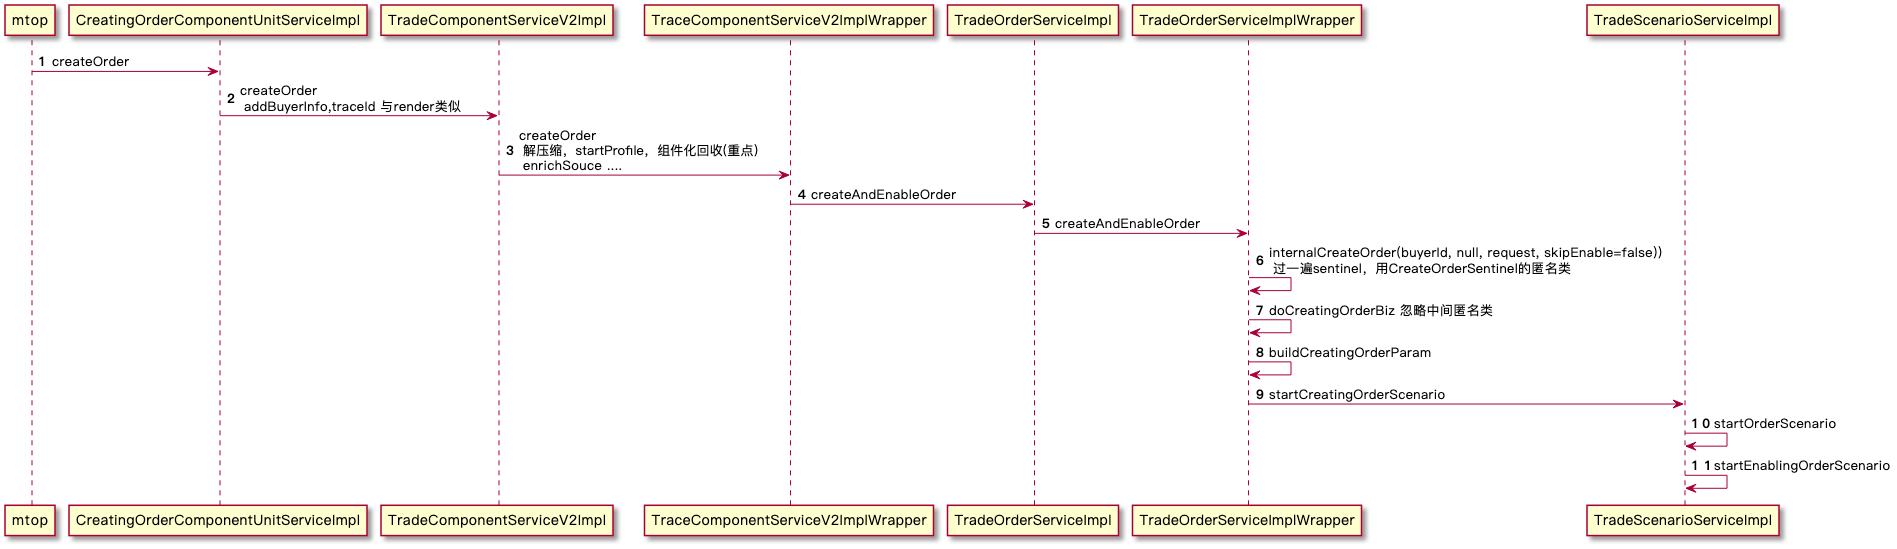 mtop
CreatingOrderComponentUnitServiceImpl
TradeComponentServiceV2Impl
TraceComponentServiceV2ImplWrapper
TradeOrderServiceImpl
TradeOrderServiceImplWrapper
TradeScenarioServiceImpl
1 createOrder
2 createOrder
addBuyerInfo,traceId 与render类似
3 createOrder
解压缩，startProfile，组件化回收(重点)
enrichSouce ....
4 createAndEnableOrder
5 createAndEnableOrder
6 internalCreateOrder(buyerId, null, request, skipEnable=false))
过一遍sentinel，用CreateOrderSentinel的匿名类
7 doCreatingOrderBiz 忽略中间匿名类
8 buildCreatingOrderParam
9 startCreatingOrderScenario
10 startOrderScenario
11 startEnablingOrderScenario
mtop
CreatingOrderComponentUnitServiceImpl
TradeComponentServiceV2Impl
TraceComponentServiceV2ImplWrapper
TradeOrderServiceImpl
TradeOrderServiceImplWrapper
TradeScenarioServiceImpl